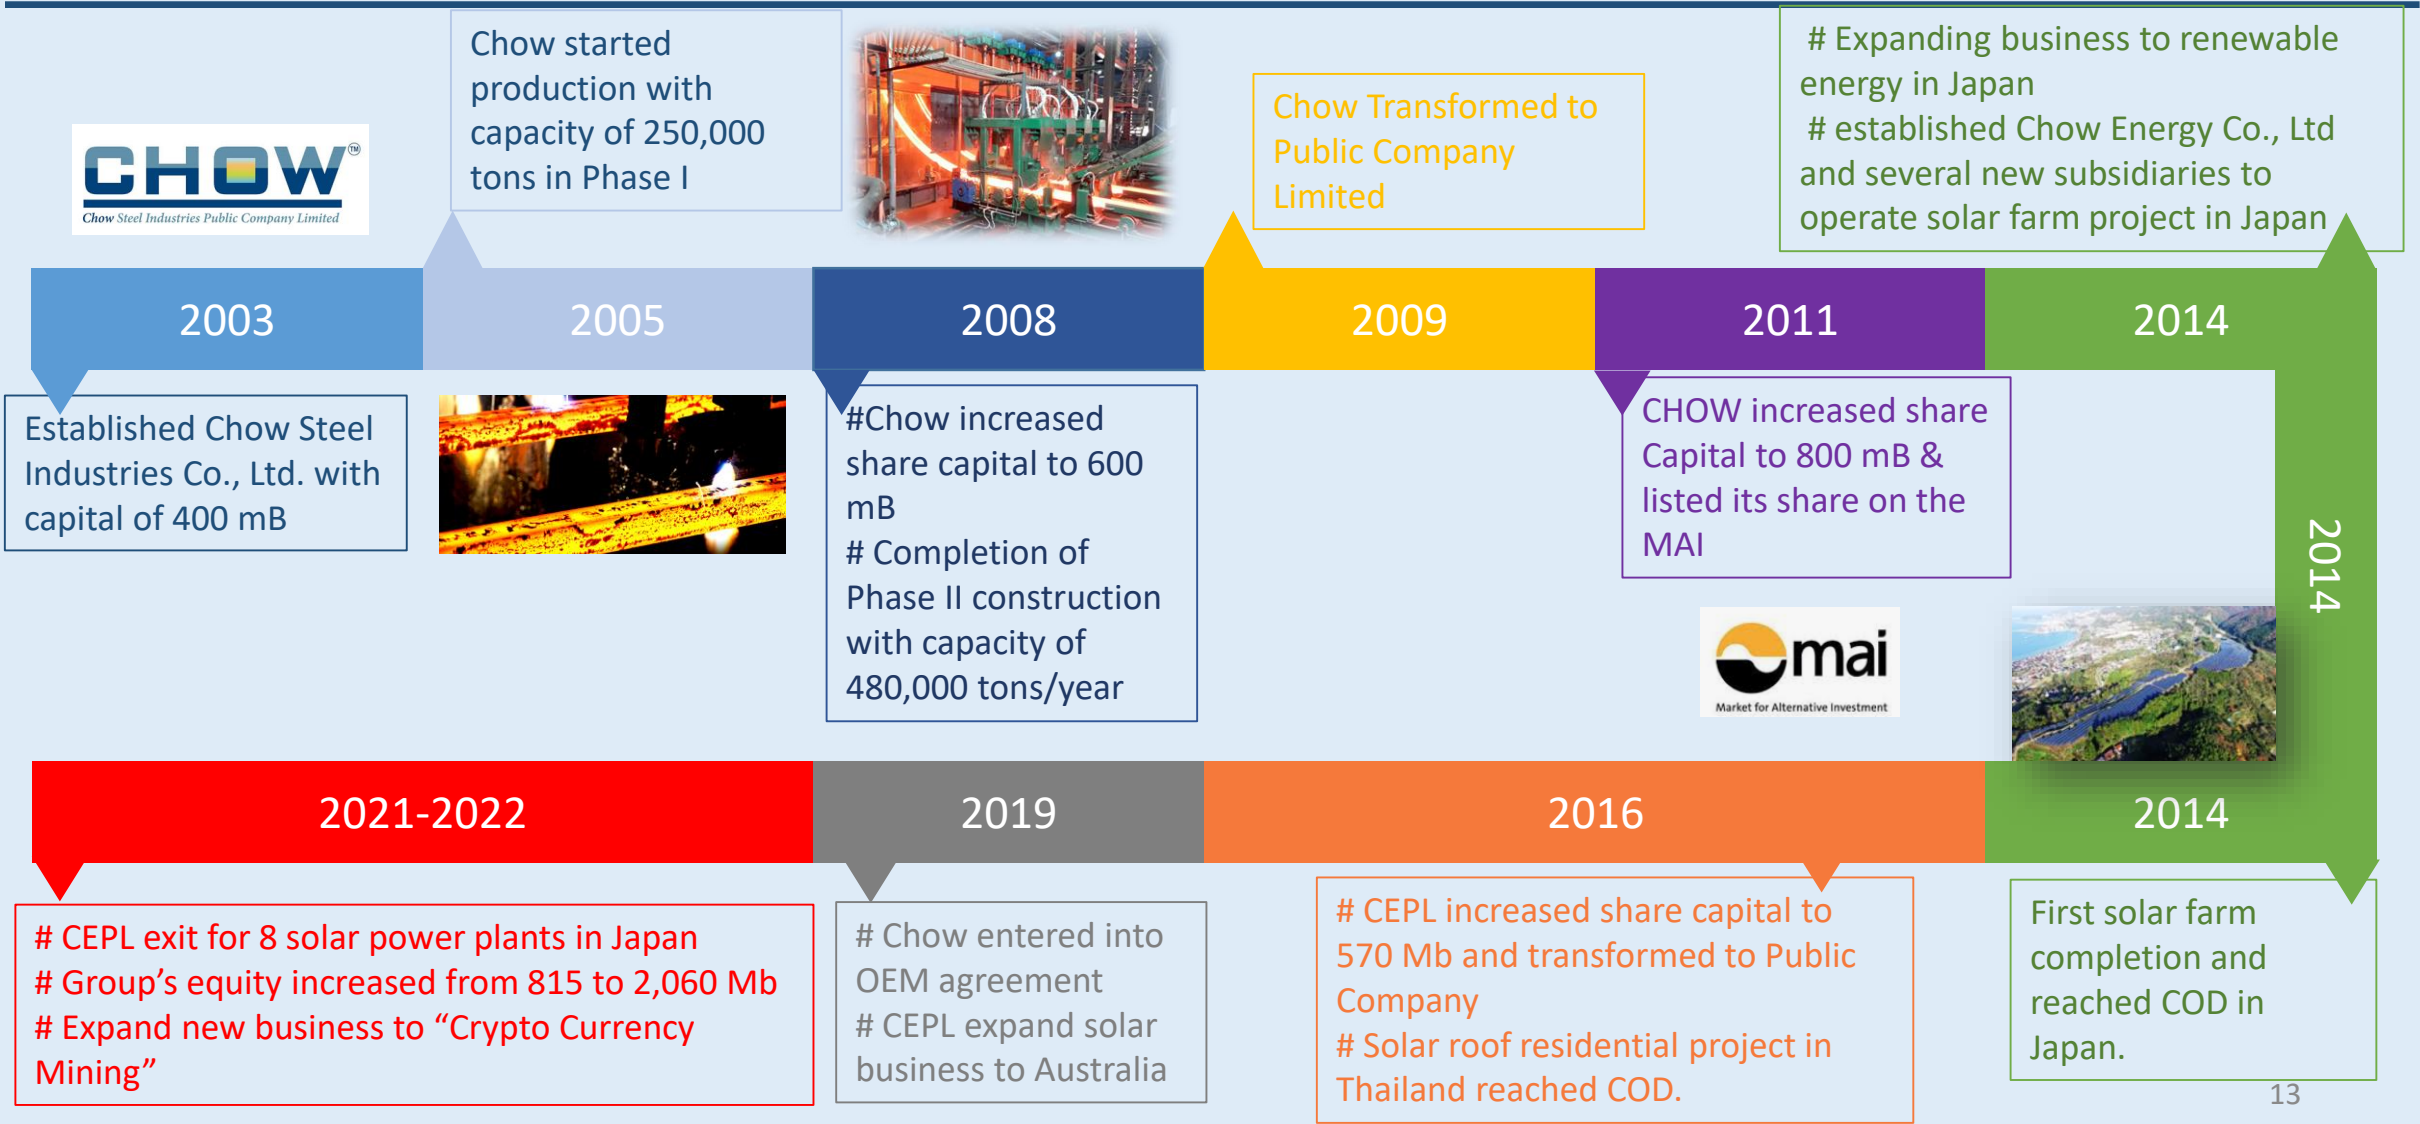 CHOW™
Chow Steel Industries Public Company Limited
Chow started
production with
capacity of 250,000
tons in Phase I
Chow Transformed to
Public Company
Limited
# Expanding business to renewable
energy in Japan
# established Chow Energy Co., Ltd
and several new subsidiaries to
operate solar farm project in Japan
2003
2005
2008
2009
2011
2014
Established Chow Steel
Industries Co., Ltd. with
capital of 400 mB
#Chow increased
share capital to 600
mB
# Completion of
Phase II construction
with capacity of
480,000 tons/year
CHOW increased share
Capital to 800 mB &
listed its share on the
MAI
mai
Market for Alternative Investment
2014
2014
2016
2019
2021-2022
First solar farm
completion and
reached COD in
Japan.
# CEPL increased share capital to
570 Mb and transformed to Public
Company
# Solar roof residential project in
Thailand reached COD.
# Chow entered into
OEM agreement
# CEPL expand solar
business to Australia
# CEPL exit for 8 solar power plants in Japan
# Group’s equity increased from 815 to 2,060 Mb
# Expand new business to “Crypto Currency
Mining”
13